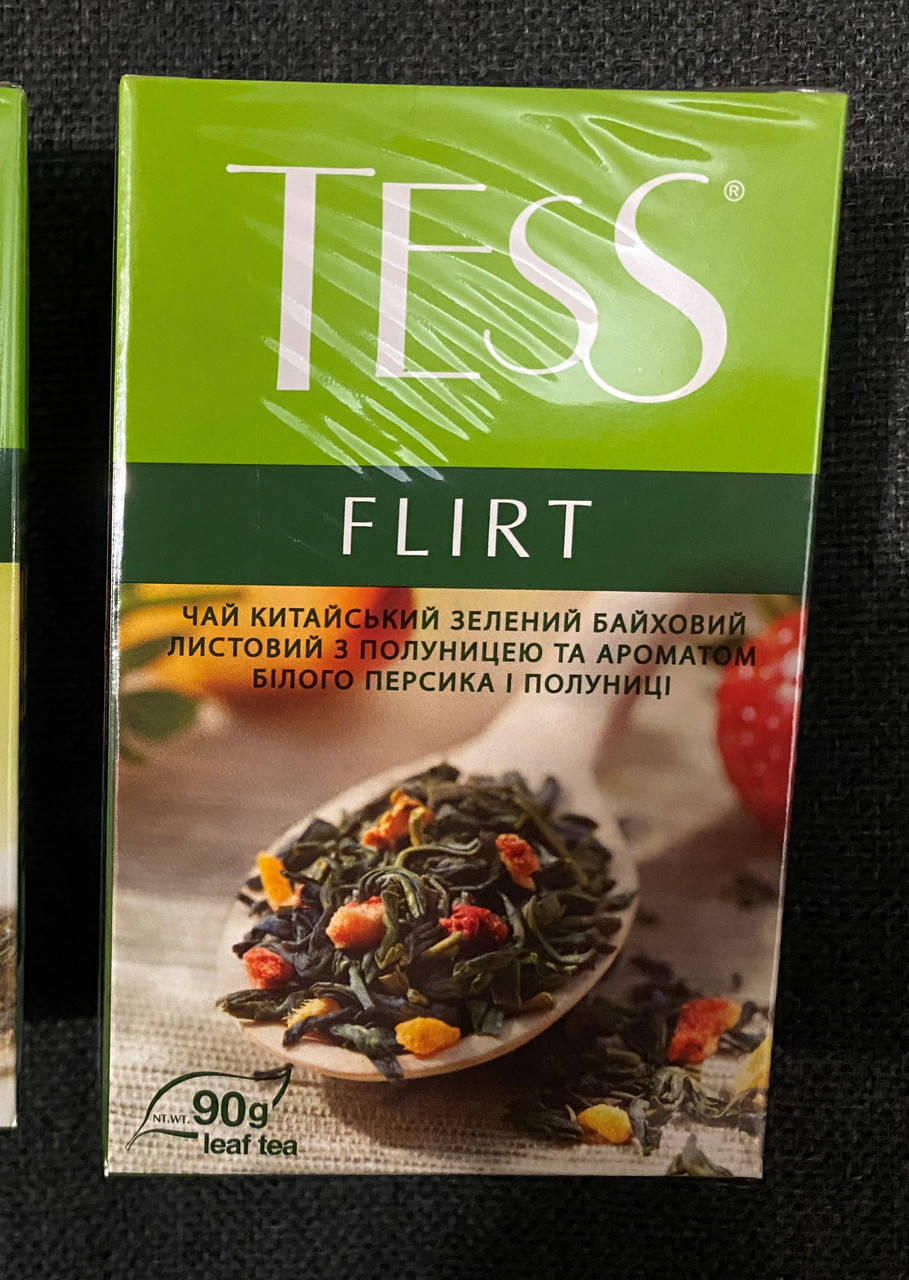 TESS®
FLIRT
ЧАЙ КИТАЙСЬКИЙ ЗЕЛЕНИЙ БАЙХОВИЙ
ЛИСТОВИЙ З ПОЛУНИЦЕЮ ТА АРОМАТОМ
БІЛОГО ПЕРСИКА І ПОЛУНИЦІ
NT.WT. 90g
leaf tea